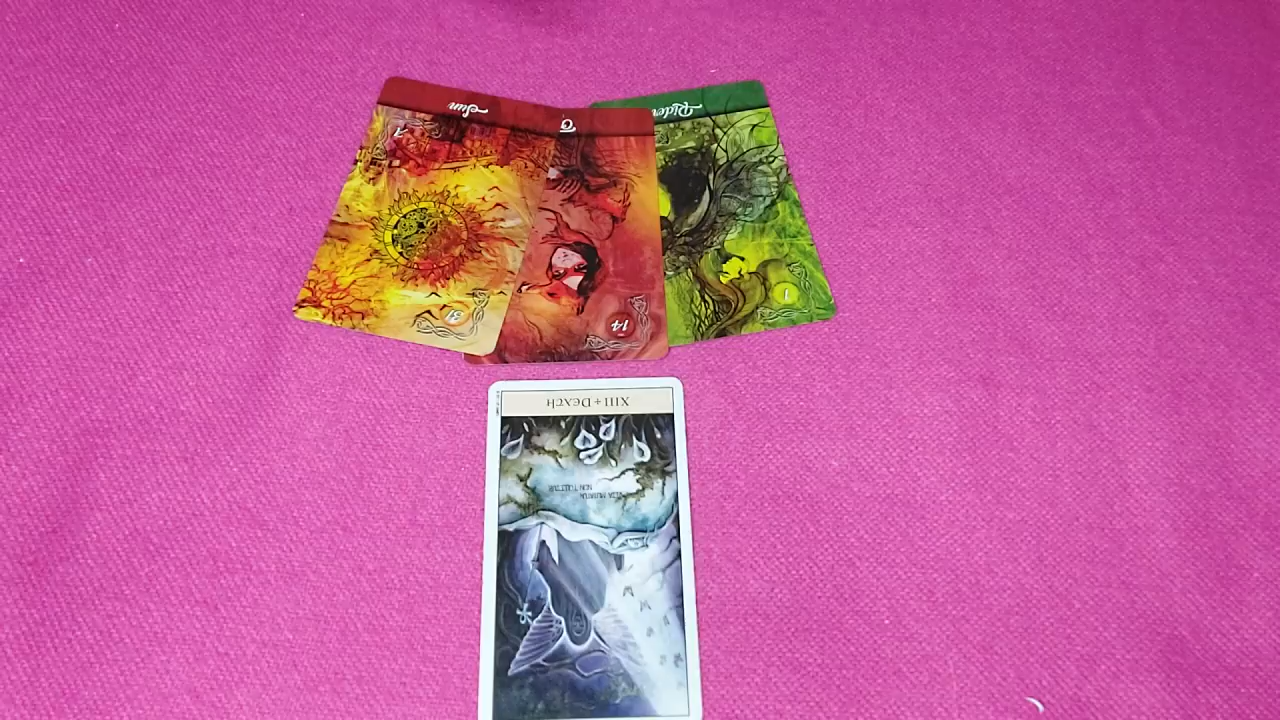 Sun
Rider
31
14
1
XIII + DEATH
VITA MUTATUR
NON TOLLITUR